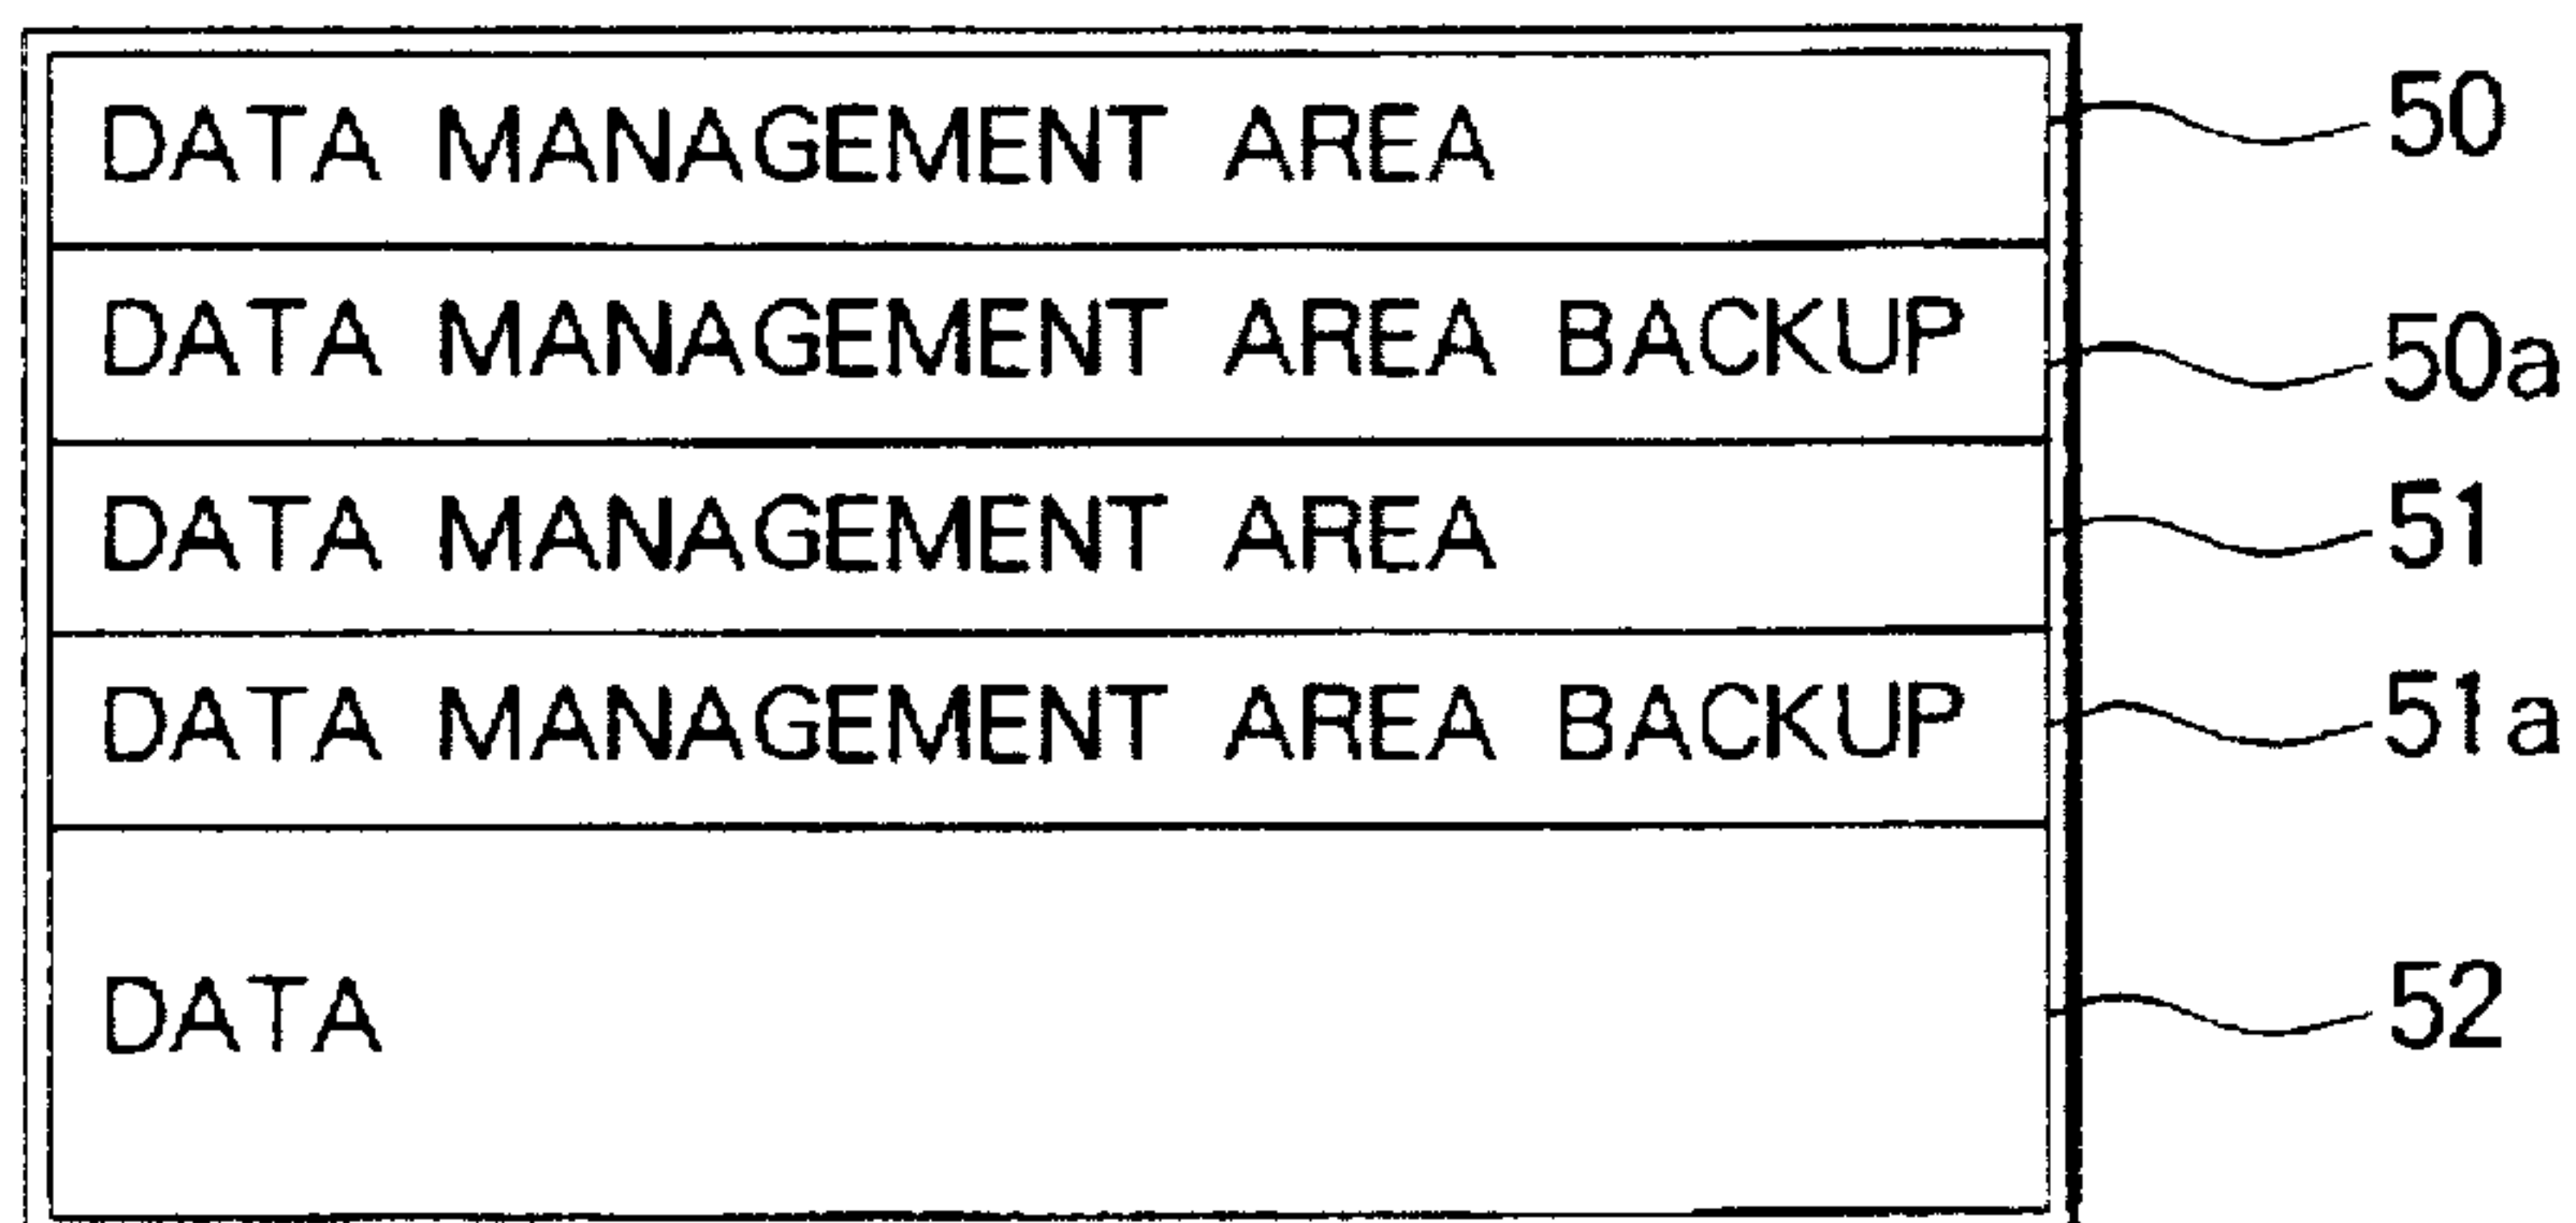 DATA MANAGEMENT AREA 50
DATA MANAGEMENT AREA BACKUP 50a
DATA MANAGEMENT AREA 51
DATA MANAGEMENT AREA BACKUP 51a
DATA 52